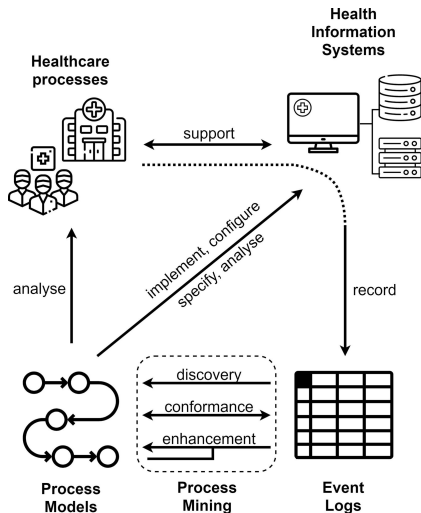 Healthcare
processes
Health
Information
Systems
support
implement, configure
specify, analyse
analyse
record
discovery
conformance
enhancement
Process
Models
Process
Mining
Event
Logs